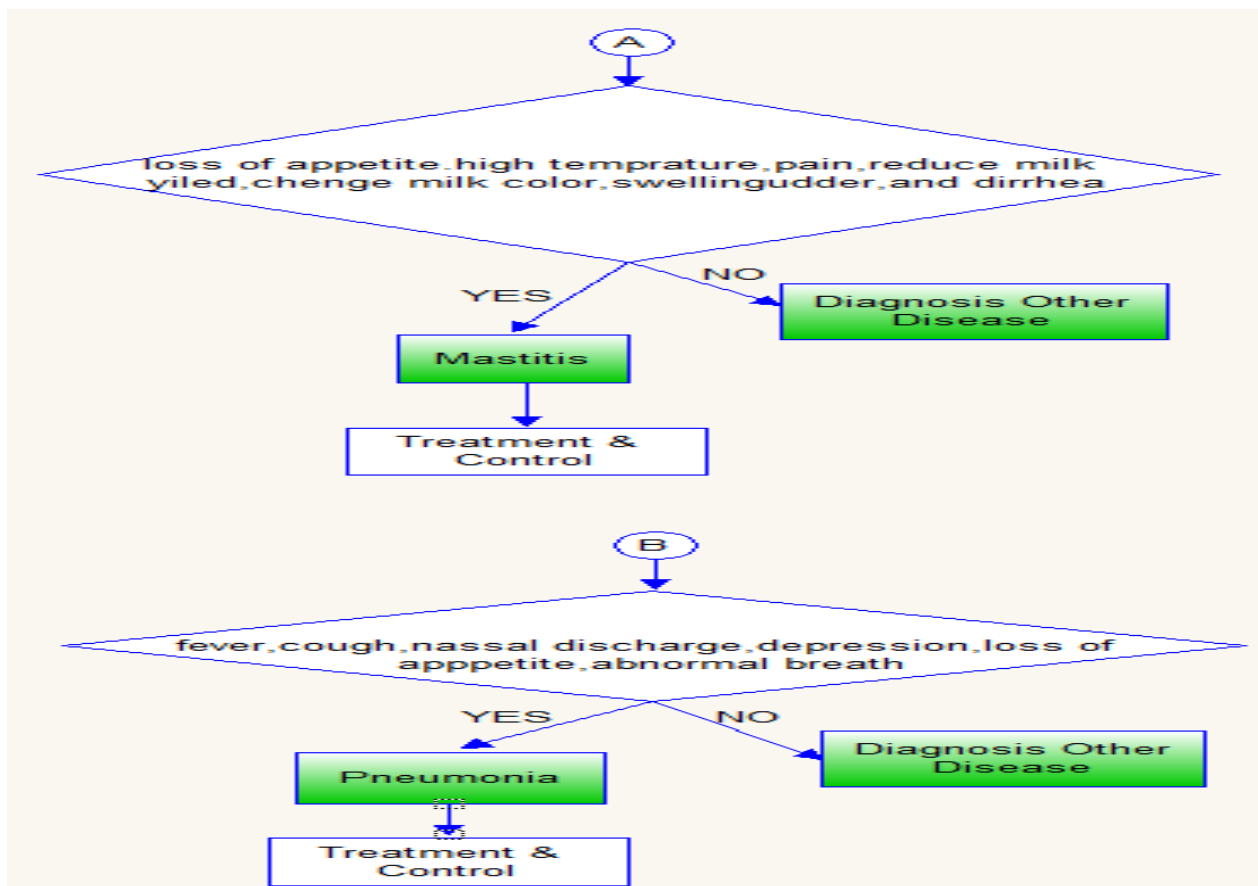 A
loss of appetite.high temprature,pain,reduce milk
yiled,chenge milk color,swellingudder,and dirrhea
YES
NO
Diagnosis Other
Disease
Mastitis
Treatment &
Control
B
fever,cough,nassal discharge,depression,loss of
apppetite,abnormal breath
YES
NO
Diagnosis Other
Disease
Pneumonia
Treatment &
Control